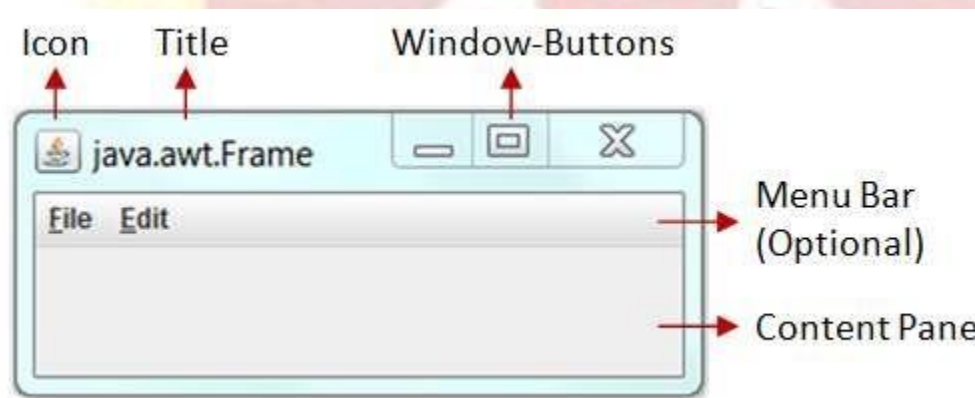 Icon Title Window-Buttons
java.awt.Frame
File Edit
Menu Bar
(Optional)
Content Pane